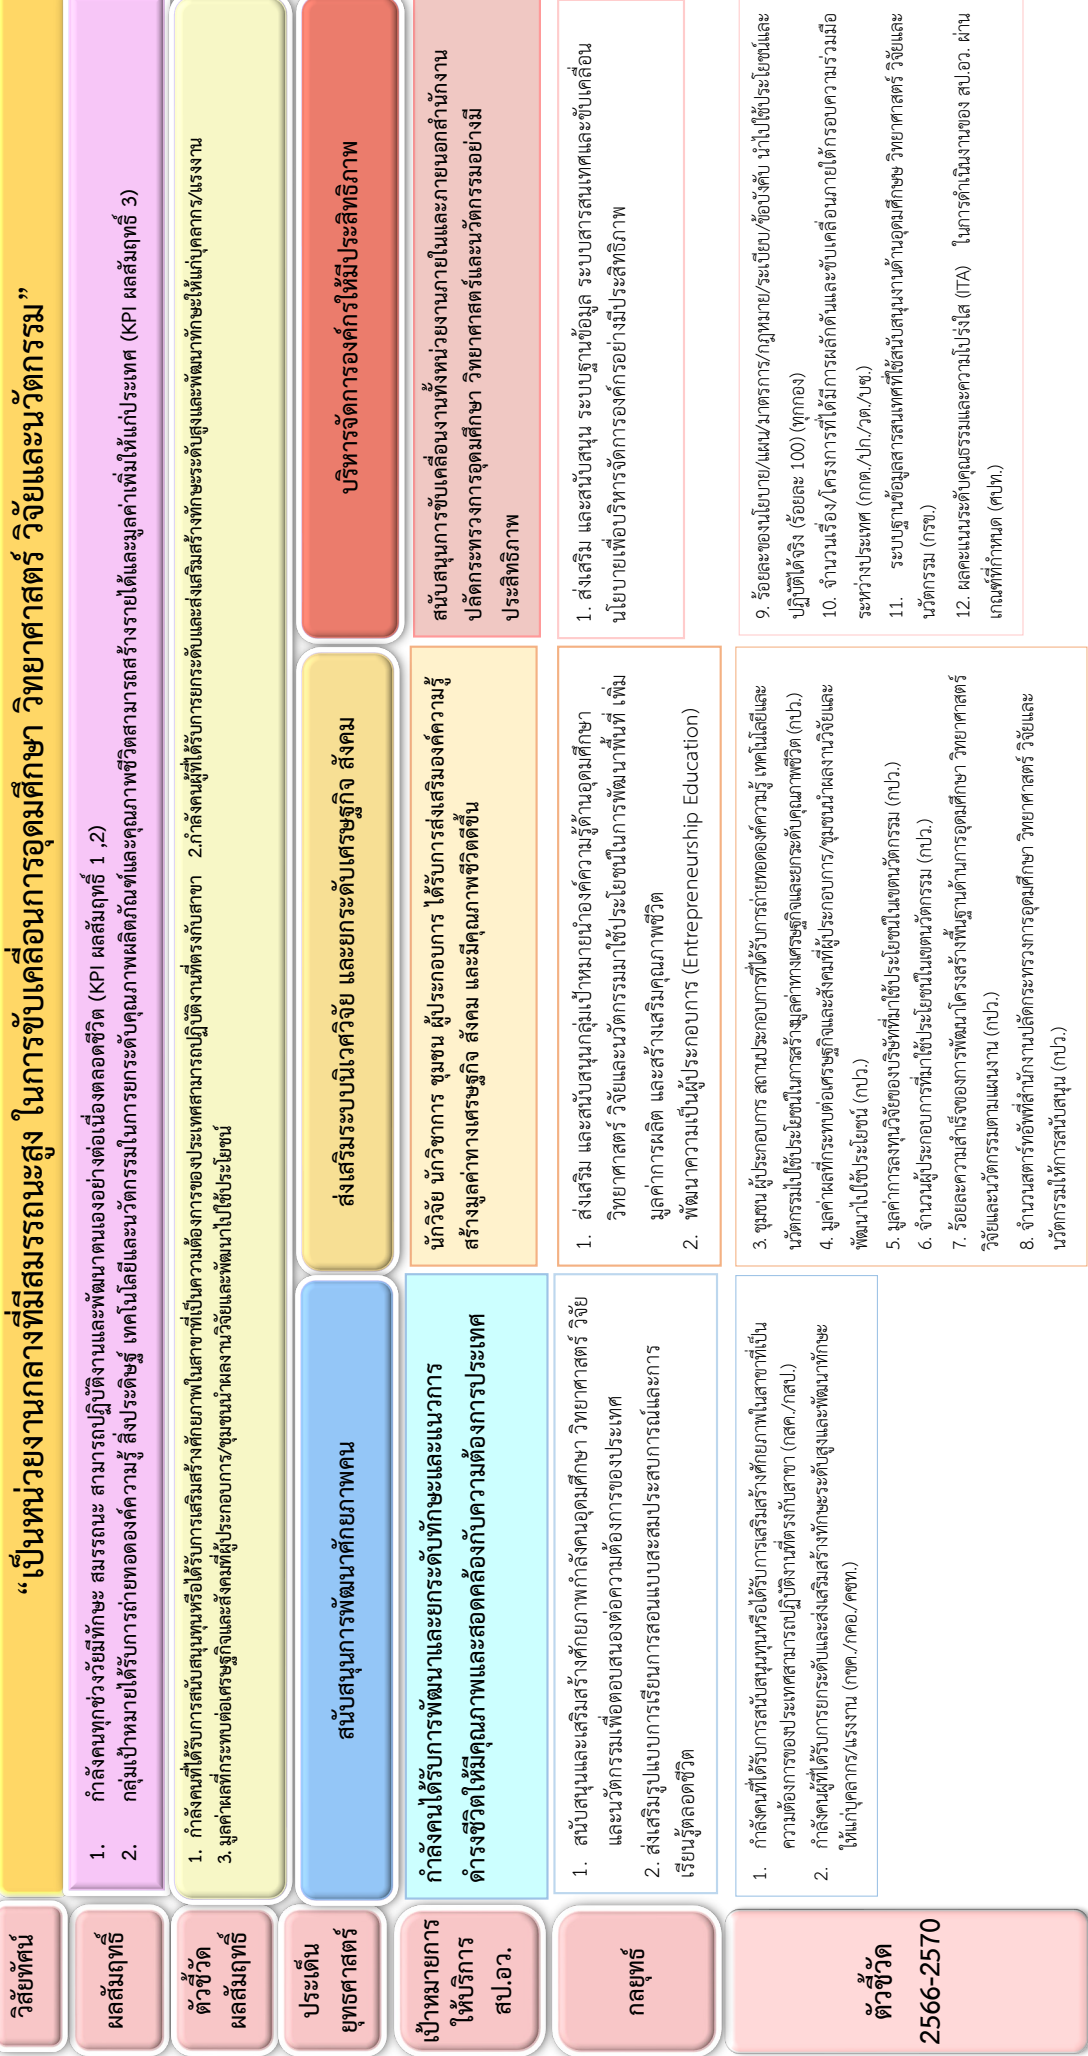 วิสัยทัศน์
“เป็นหน่วยงานกลางที่มีสมรรถนะสูง ในการขับเคลื่อนการอุดมศึกษา วิทยาศาสตร์ วิจัยและนวัตกรรม”
ผลสัมฤทธิ์
1. กำลังคนทุกช่วงวัยมีทักษะ สมรรถนะ สามารถปฏิบัติงานและพัฒนาตนเองอย่างต่อเนื่องตลอดชีวิต (KPI ผลสัมฤทธิ์ 1 ,2)
2. กลุ่มเป้าหมายได้รับการถ่ายทอดองค์ความรู้ สิ่งประดิษฐ์ เทคโนโลยีและนวัตกรรมในการยกระดับคุณภาพผลิตภัณฑ์และคุณภาพชีวิตสามารถสร้างรายได้และมูลค่าเพิ่มให้แก่ประเทศ (KPI ผลสัมฤทธิ์ 3)
ตัวชี้วัด
ผลสัมฤทธิ์
1. กำลังคนที่ได้รับการสนับสนุนทุนหรือได้รับการเสริมสร้างศักยภาพในสาขาที่เป็นความต้องการของประเทศสามารถปฏิบัติงานที่ตรงกับสาขา 2.กำลังคนผู้ที่ได้รับการยกระดับและส่งเสริมสร้างทักษะระดับสูงและพัฒนาทักษะให้แก่บุคลากร/แรงงาน
3. มูลค่าผลที่กระทบต่อเศรษฐกิจและสังคมที่ผู้ประกอบการ/ชุมชนนำผลงานวิจัยและพัฒนาไปใช้ประโยชน์
ประเด็น
ยุทธศาสตร์
สนับสนุนการพัฒนาศักยภาพคน
ส่งเสริมระบบนิเวศวิจัย และยกระดับเศรษฐกิจ สังคม
บริหารจัดการองค์กรให้มีประสิทธิภาพ
เป้าหมายการ
ให้บริการ
สป.อว.
กำลังคนได้รับการพัฒนาและยกระดับทักษะและแนวการ
ดำรงชีวิตให้มีคุณภาพและสอดคล้องกับความต้องการประเทศ
นักวิจัย นักวิชาการ ชุมชน ผู้ประกอบการ ได้รับการส่งเสริมองค์ความรู้
สร้างมูลค่าทางเศรษฐกิจ สังคม และมีคุณภาพชีวิตดีขึ้น
สนับสนุนการขับเคลื่อนงานทั้งหน่วยงานภายในและภายนอกสำนักงาน
ปลัดกระทรวงการอุดมศึกษา วิทยาศาสตร์และนวัตกรรมอย่างมี
ประสิทธิภาพ
กลยุทธ์
1. สนับสนุนและเสริมสร้างศักยภาพกำลังคนอุดมศึกษา วิทยาศาสตร์ วิจัย
และนวัตกรรมเพื่อตอบสนองต่อความต้องการของประเทศ
2. ส่งเสริมรูปแบบการเรียนการสอนแบบสะสมประสบการณ์และการ
เรียนรู้ตลอดชีวิต
1. ส่งเสริม และสนับสนุนกลุ่มเป้าหมายนำองค์ความรู้ด้านอุดมศึกษา
วิทยาศาสตร์ วิจัยและนวัตกรรมมาใช้ประโยชน์ในการพัฒนาพื้นที่ เพิ่ม
มูลค่าการผลิต และสร้างเสริมคุณภาพชีวิต
2. พัฒนาความเป็นผู้ประกอบการ (Entrepreneurship Education)
1. ส่งเสริม และสนับสนุน ระบบฐานข้อมูล ระบบสารสนเทศและขับเคลื่อน
นโยบายเพื่อบริหารจัดการองค์กรอย่างมีประสิทธิภาพ
ตัวชี้วัด
2566-2570
1. กำลังคนที่ได้รับการสนับสนุนทุนหรือได้รับการเสริมสร้างศักยภาพในสาขาที่เป็น
ความต้องการของประเทศสามารถปฏิบัติงานที่ตรงกับสาขา (กสค./กสป.)
2. กำลังคนผู้ที่ได้รับการยกระดับและส่งเสริมสร้างทักษะระดับสูงและพัฒนาทักษะ
ให้แก่บุคลากร/แรงงาน (กขค./กคอ./คชท.)
3. ชุมชน ผู้ประกอบการ สถานประกอบการที่ได้รับการถ่ายทอดองค์ความรู้ เทคโนโลยีและ
นวัตกรรมไปใช้ประโยชน์ในการสร้างมูลค่าทางเศรษฐกิจและยกระดับคุณภาพชีวิต (กปว.)
4. มูลค่าผลที่กระทบต่อเศรษฐกิจและสังคมที่ผู้ประกอบการ/ชุมชนนำผลงานวิจัยและ
พัฒนาไปใช้ประโยชน์ (กปว.)
5. มูลค่าการลงทุนวิจัยของบริษัทที่มาใช้ประโยชน์ในเขตนวัตกรรม (กปว.)
6. จำนวนผู้ประกอบการที่มาใช้ประโยชน์ในเขตนวัตกรรม (กปว.)
7. ร้อยละความสำเร็จของการพัฒนาโครงสร้างพื้นฐานด้านการอุดมศึกษา วิทยาศาสตร์
วิจัยและนวัตกรรมตามแผนงาน (กปว.)
8. จำนวนสตาร์ทอัพที่สำนักงานปลัดกระทรวงการอุดมศึกษา วิทยาศาสตร์ วิจัยและ
นวัตกรรมให้การสนับสนุน (กปว.)
9. ร้อยละของนโยบาย/แผน/มาตรการ/กฎหมาย/ระเบียบ/ข้อบังคับ นำไปใช้ประโยชน์และ
ปฏิบัติได้จริง (ร้อยละ 100) (ทุกกอง)
10. จำนวนเรื่อง/โครงการที่ได้มีการผลักดันและขับเคลื่อนภายใต้กรอบความร่วมมือ
ระหว่างประเทศ (กกต./ปก./วต./บช.)
11. ระบบฐานข้อมูลสารสนเทศที่ใช้สนับสนุนงานด้านอุดมศึกษษ วิทยาศาสตร์ วิจัยและ
นวัตกรรม (กรข.)
12. ผลคะแนนระดับคุณธรรมและความโปร่งใส (ITA) ในการดำเนินงานของ สป.อว. ผ่าน
เกณฑ์ที่กำหนด (ศปท.)